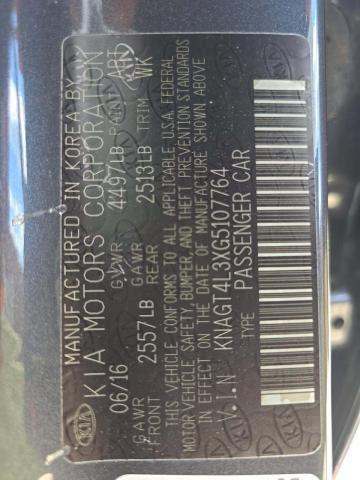 MANUFACTURED IN KOREA BY
KIA MOTORS CORPORATION
KIA
06/16 GVWR 4497LB PAINT ABT
GAWR FRONT 2557LB GAWR REAR 2513LB TRIM WK
THIS VEHICLE CONFORMS TO ALL APPLICABLE U.S.A FEDERAL
MOTOR VEHICLE SAFETY, BUMPER, AND THEFT PREVENTION STANDARDS
IN EFFECT ON THE DATE OF MANUFACTURE SHOWN ABOVE
V.I.N KNAGT4L3XG5107764
PASSENGER CAR